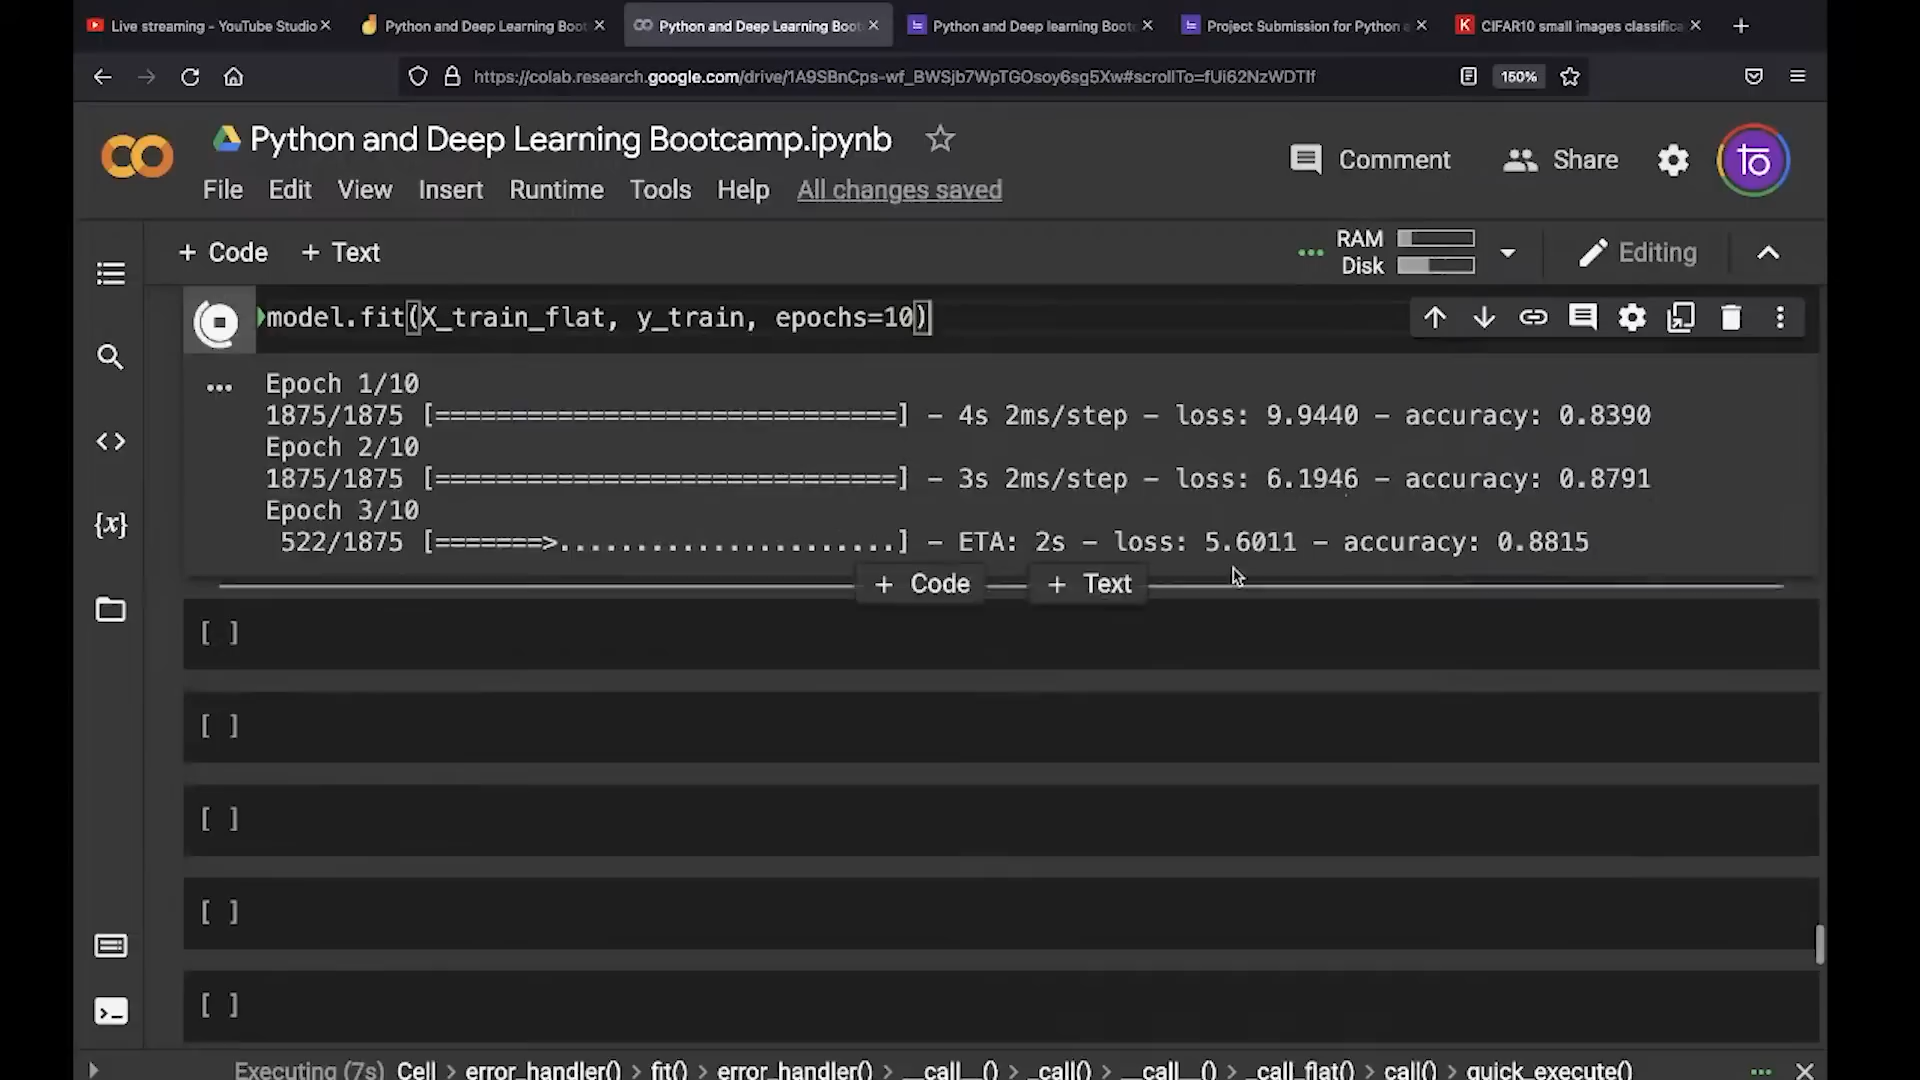 Live streaming - YouTube Studio
Python and Deep Learning Boot
Python and Deep Learning Boot
Python and Deep learning Boot
Project Submission for Python
CIFAR10 small images classific
https://colab.research.google.com/drive/1A9SBnCps-wf_BWSjb7WpTGOsoy6sg5Xw#scrollTo=fUi62NzWDTIf
150%
Python and Deep Learning Bootcamp.ipynb
Comment
Share
File Edit View Insert Runtime Tools Help All changes saved
+ Code + Text
RAM
Disk
Editing
model.fit(X_train_flat, y_train, epochs=10)
Epoch 1/10
1875/1875 [==============================] - 4s 2ms/step - loss: 9.9440 - accuracy: 0.8390
Epoch 2/10
1875/1875 [==============================] - 3s 2ms/step - loss: 6.1946 - accuracy: 0.8791
Epoch 3/10
522/1875 [=======>......................] - ETA: 2s - loss: 5.6011 - accuracy: 0.8815
+ Code + Text
[ ]
[ ]
[ ]
[ ]
[ ]
Executing (7s) Cell > error_handler() > fit() > error_handler() > __call__() > _call() > __call__() > _call_flat() > call() > quick_execute()